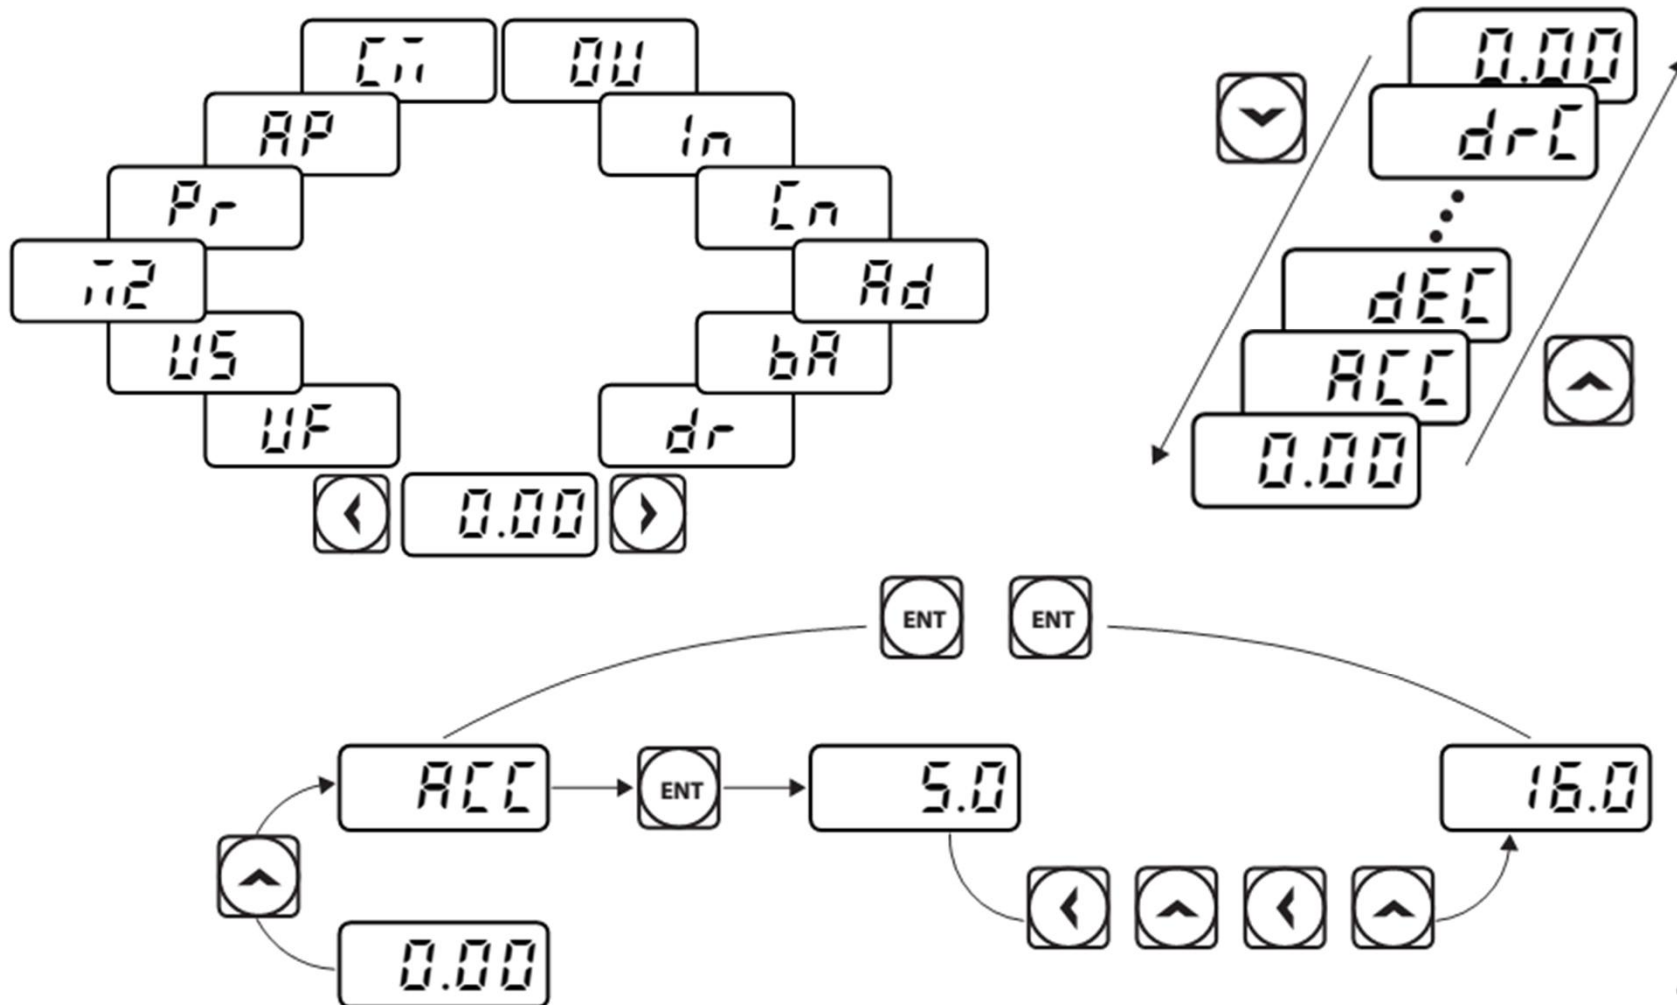 Cm OU
AP In
Pr Cn
m2 Ad
US bA
UF dr
0.00
0.00
drC
dEC
ACC
0.00
ENT ENT
ACC ENT 5.0 16.0
0.00